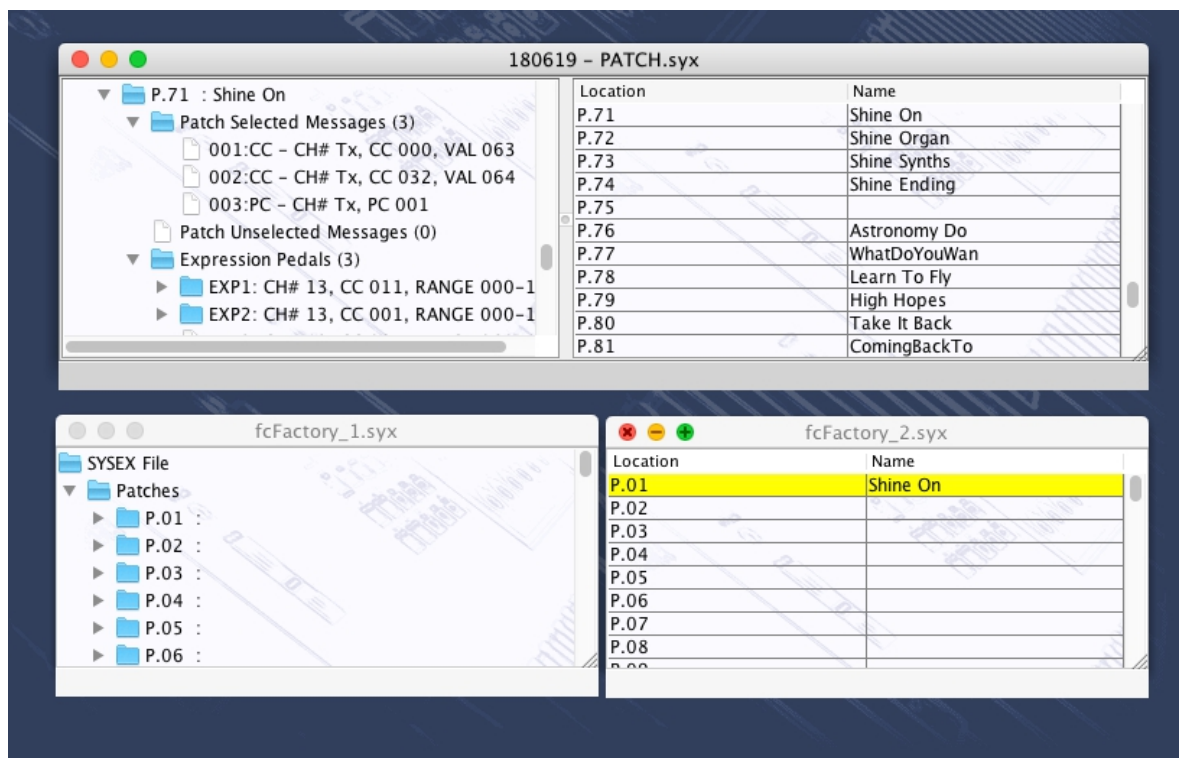 180619 – PATCH.syx
P.71 : Shine On
Patch Selected Messages (3)
001:CC – CH# Tx, CC 000, VAL 063
002:CC – CH# Tx, CC 032, VAL 064
003:PC – CH# Tx, PC 001
Patch Unselected Messages (0)
Expression Pedals (3)
EXP1: CH# 13, CC 011, RANGE 000–1
EXP2: CH# 13, CC 001, RANGE 000–1
Location Name
P.71 Shine On
P.72 Shine Organ
P.73 Shine Synths
P.74 Shine Ending
P.75
P.76 Astronomy Do
P.77 WhatDoYouWan
P.78 Learn To Fly
P.79 High Hopes
P.80 Take It Back
P.81 ComingBackTo
fcFactory_1.syx
SYSEX File
Patches
P.01 :
P.02 :
P.03 :
P.04 :
P.05 :
P.06 :
fcFactory_2.syx
Location Name
P.01 Shine On
P.02
P.03
P.04
P.05
P.06
P.07
P.08